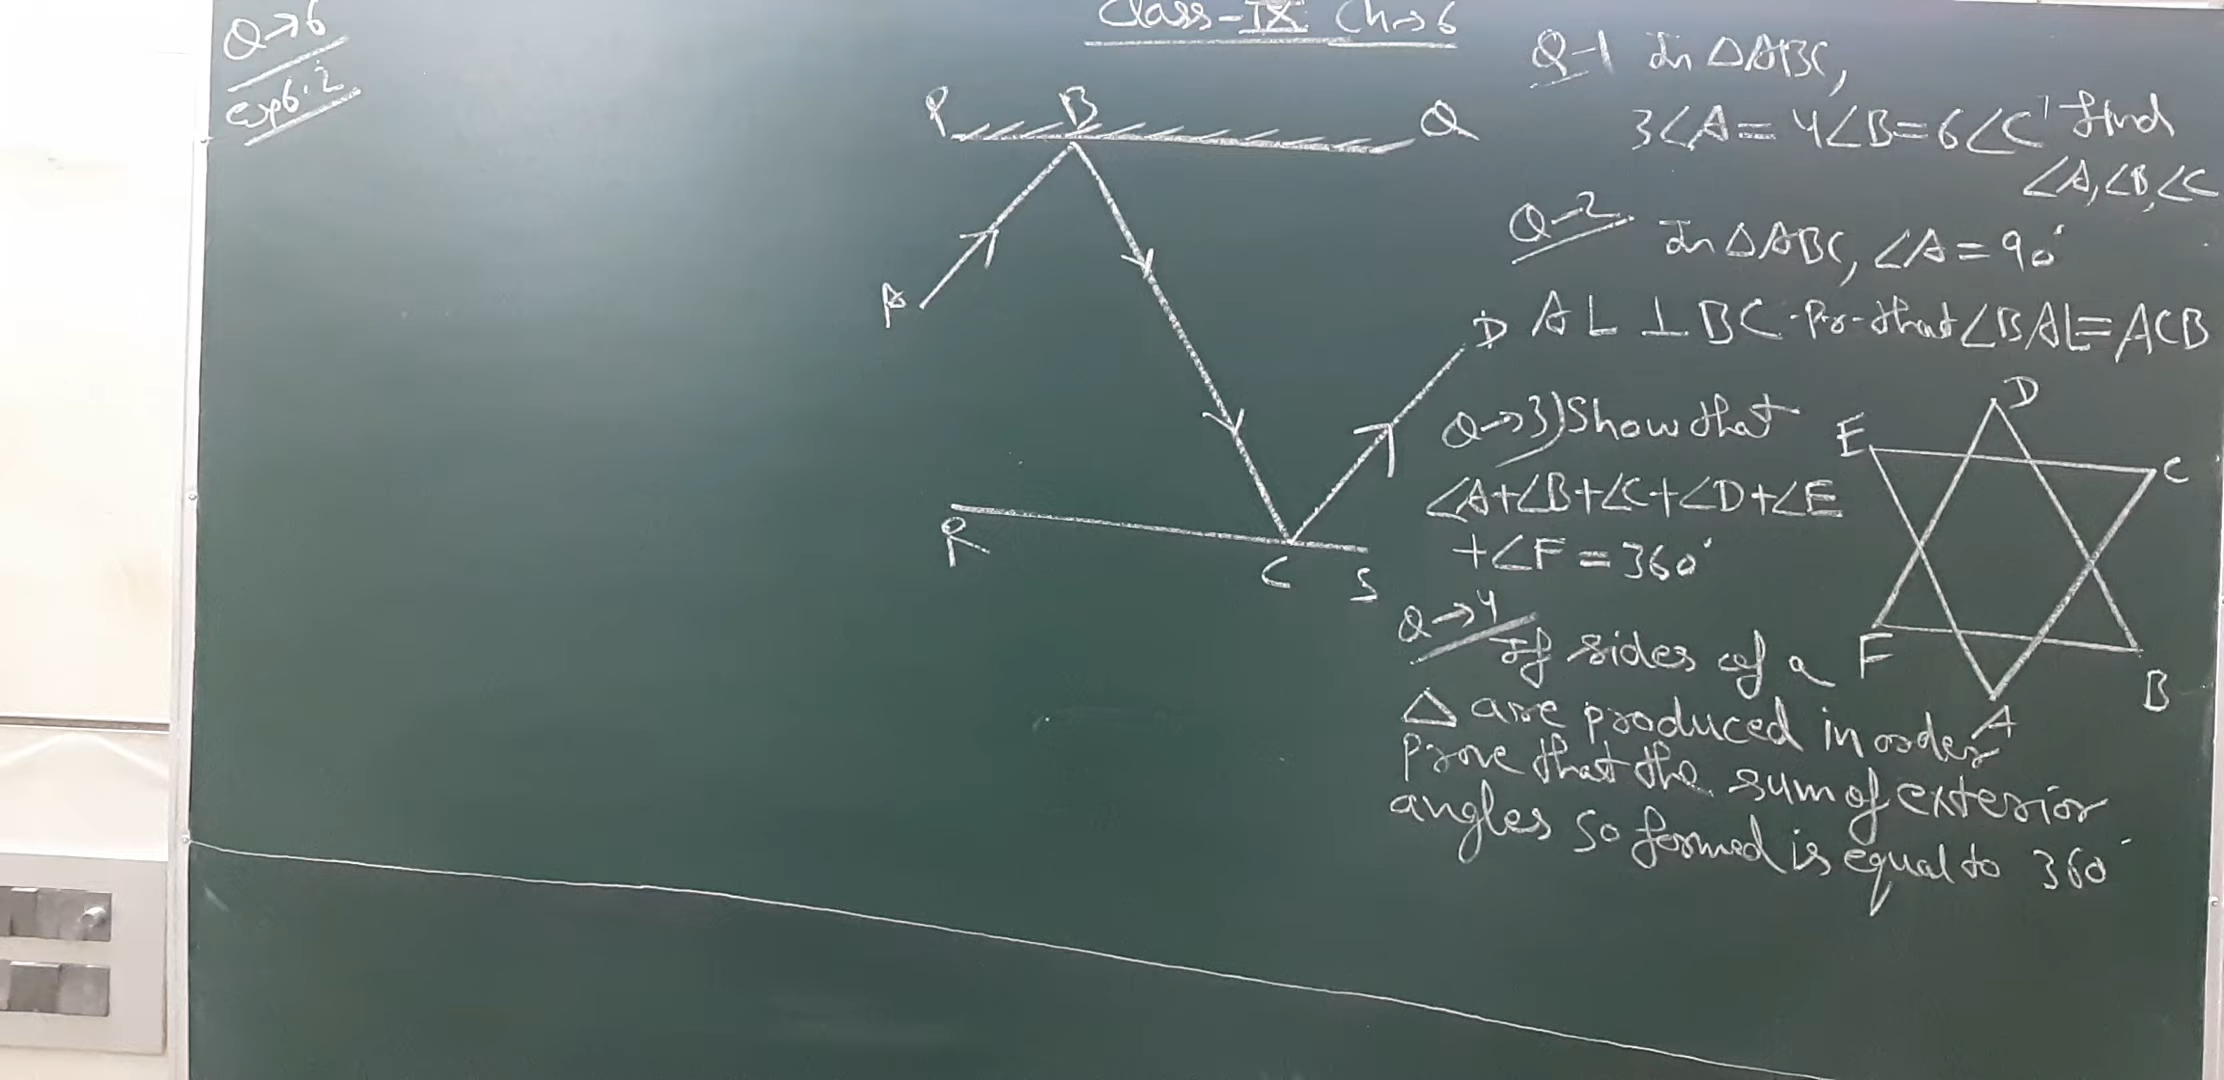 Class-IX Ch→6
Q→6
Exp6.2
P B Q
A
D
R
C S
Q-1 In △ABC,
3∠A=4∠B=6∠C' find
∠A,∠B,∠C
Q-2 In △ABC, ∠A=90°
AL⊥BC. Pr. that ∠BAL=ACB
Q→3) Show that
∠A+∠B+∠C+∠D+∠E
+∠F=360°
D
E C
F B
A
Q→4
If sides of a
△ are produced in order
Prove that the sum of exterior
angles so formed is equal to 360°